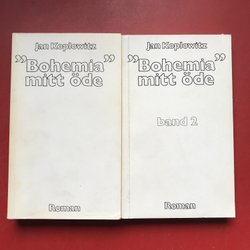 Jan Koplowitz
”Bohemia”
mitt öde
Roman
Jan Koplowitz
”Bohemia”
mitt öde
band 2
Roman